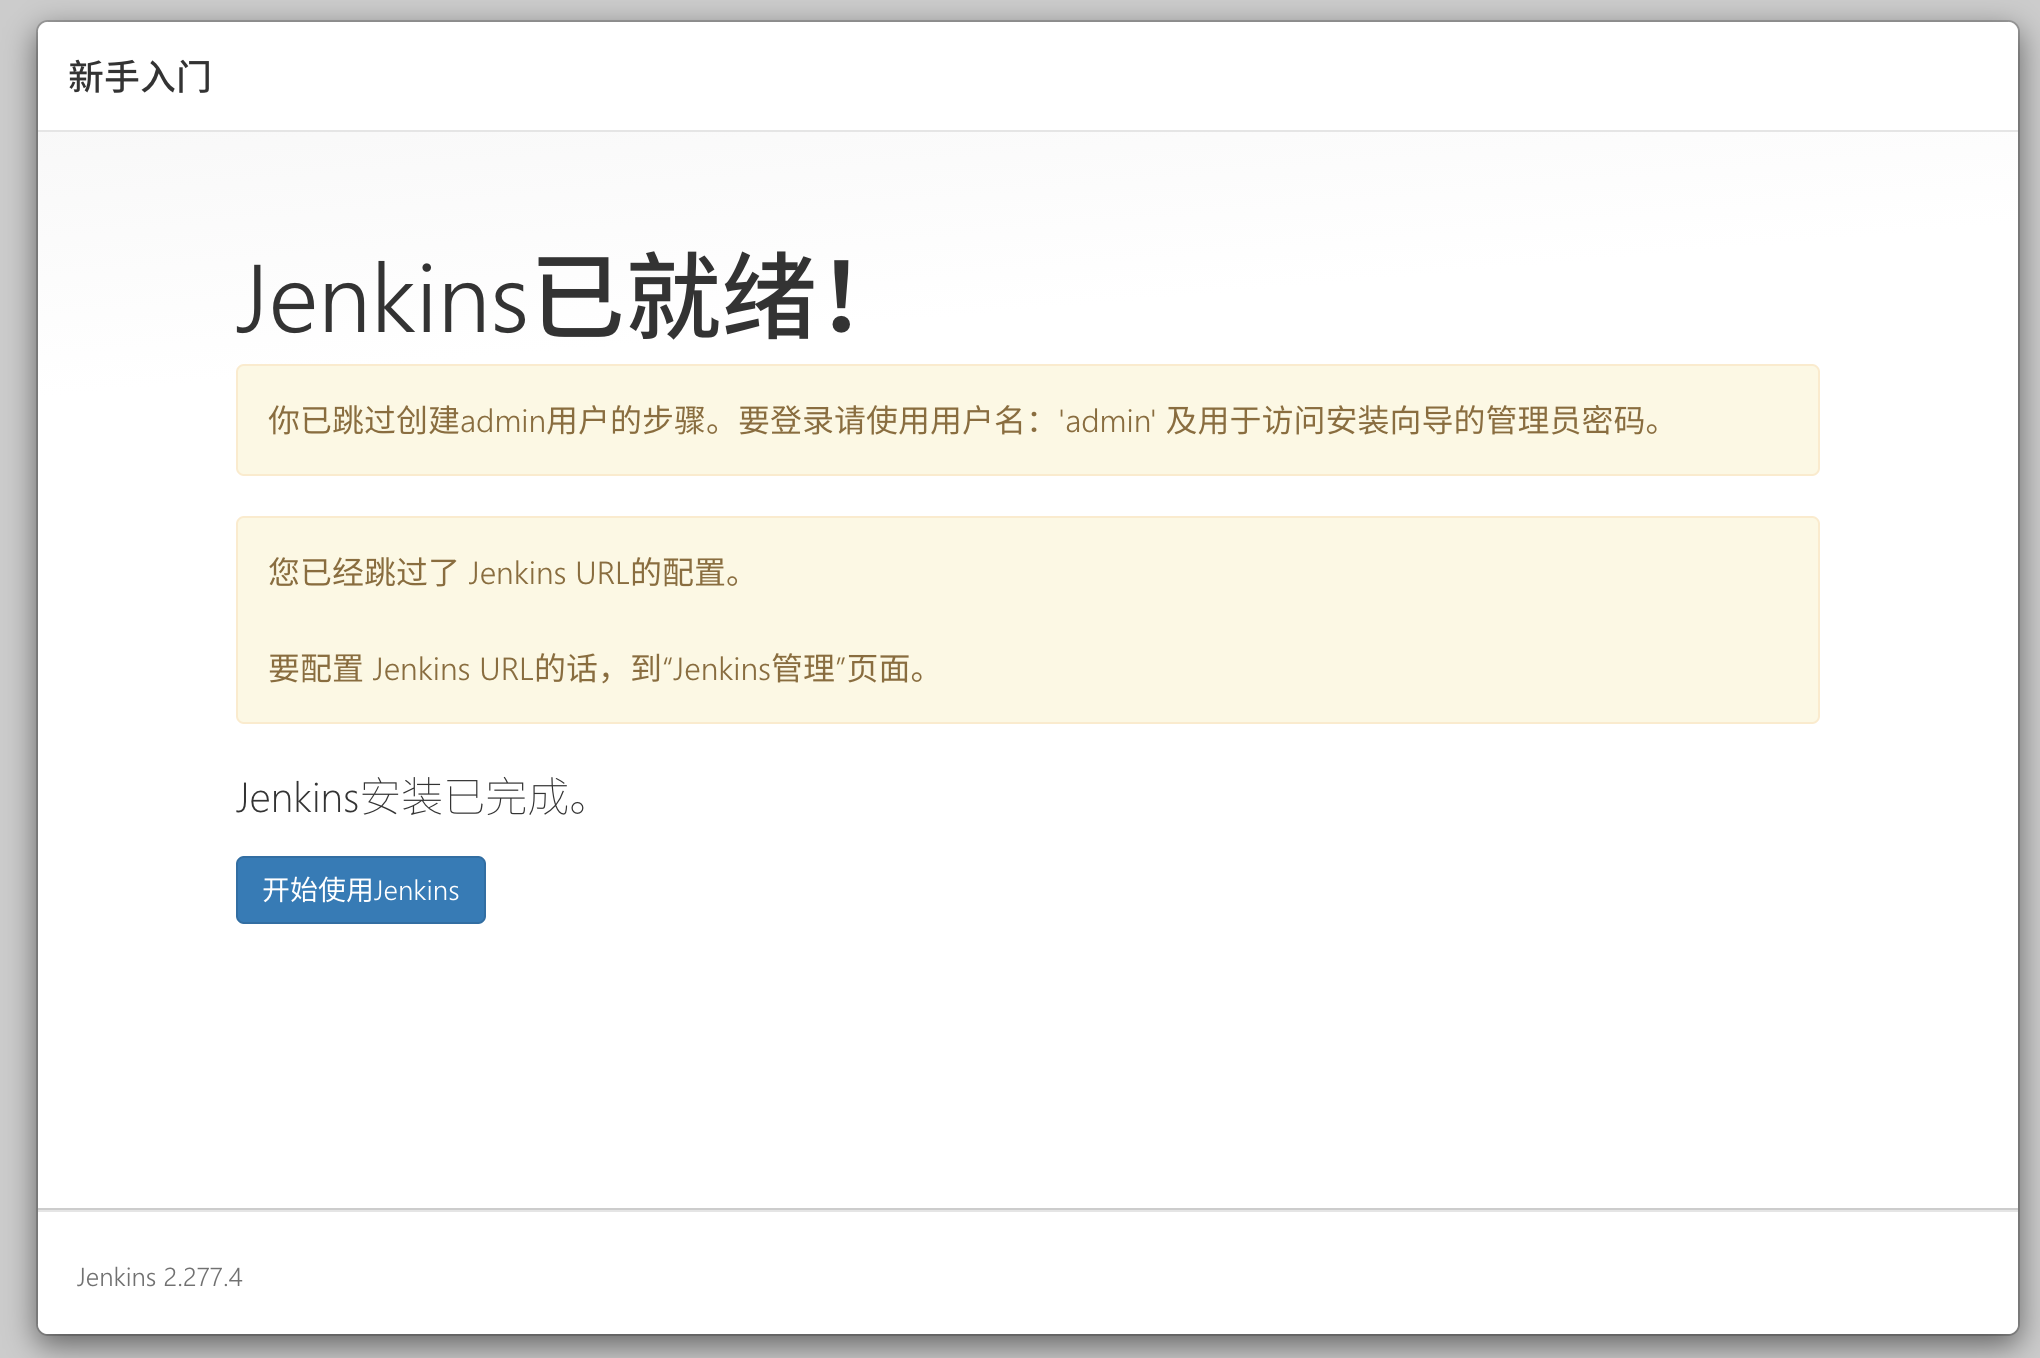 新手入门
Jenkins已就绪！
你已跳过创建admin用户的步骤。要登录请使用用户名：'admin' 及用于访问安装向导的管理员密码。
您已经跳过了 Jenkins URL的配置。
要配置 Jenkins URL的话，到“Jenkins管理”页面。
Jenkins安装已完成。
开始使用Jenkins
Jenkins 2.277.4